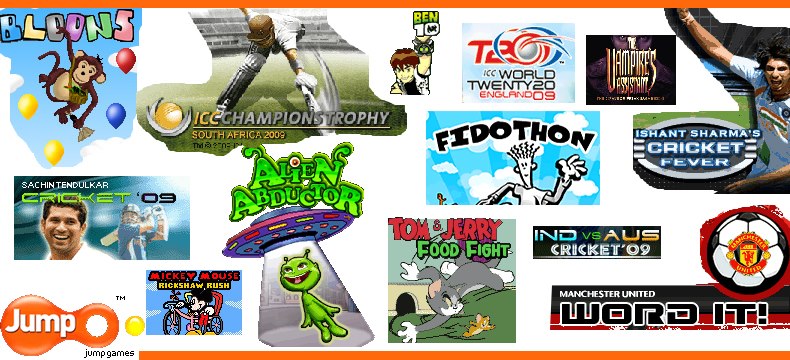 BLOONS
ICC CHAMPIONS TROPHY
SOUTH AFRICA 2009
BEN
10
T20
ICC WORLD
TWENTY20
ENGLAND 09
THE
VAMPIRE'S
ASSISTANT
ISHANT SHARMA'S
CRICKET
FEVER
FIDOTHON
SACHIN TENDULKAR
CRICKET '09
ALIEN
ABDUCTOR
TOM & JERRY
FOOD FIGHT
IND VS AUS
CRICKET'09
MANCHESTER
UNITED
MANCHESTER UNITED
WORD IT!
MICKEY MOUSE
RICKSHAW RUSH
Jump
TM
jumpgames